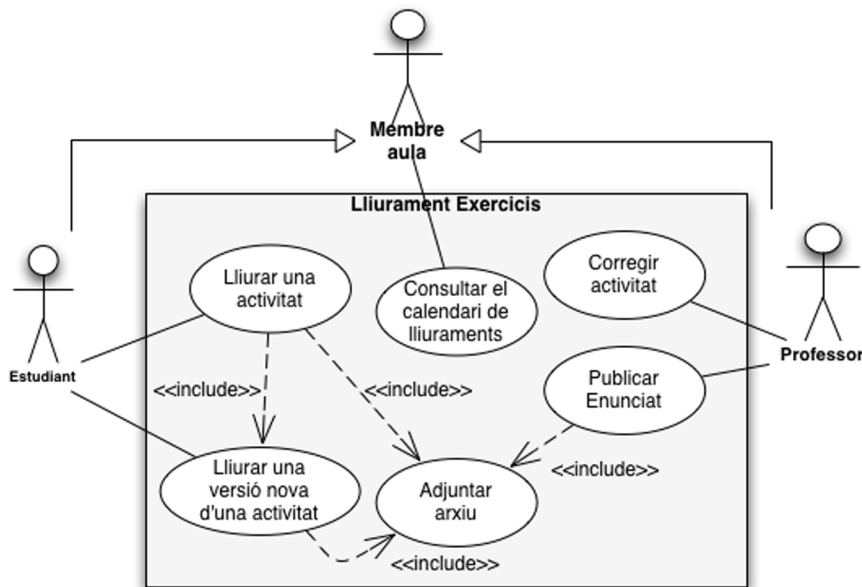 Membre
aula
Lliurament Exercicis
Lliurar una
activitat
Consultar el
calendari de
lliuraments
Corregir
activitat
Professor
Estudiant
<<include>>
<<include>>
Publicar
Enunciat
<<include>>
Lliurar una
versió nova
d'una activitat
Adjuntar
arxiu
<<include>>